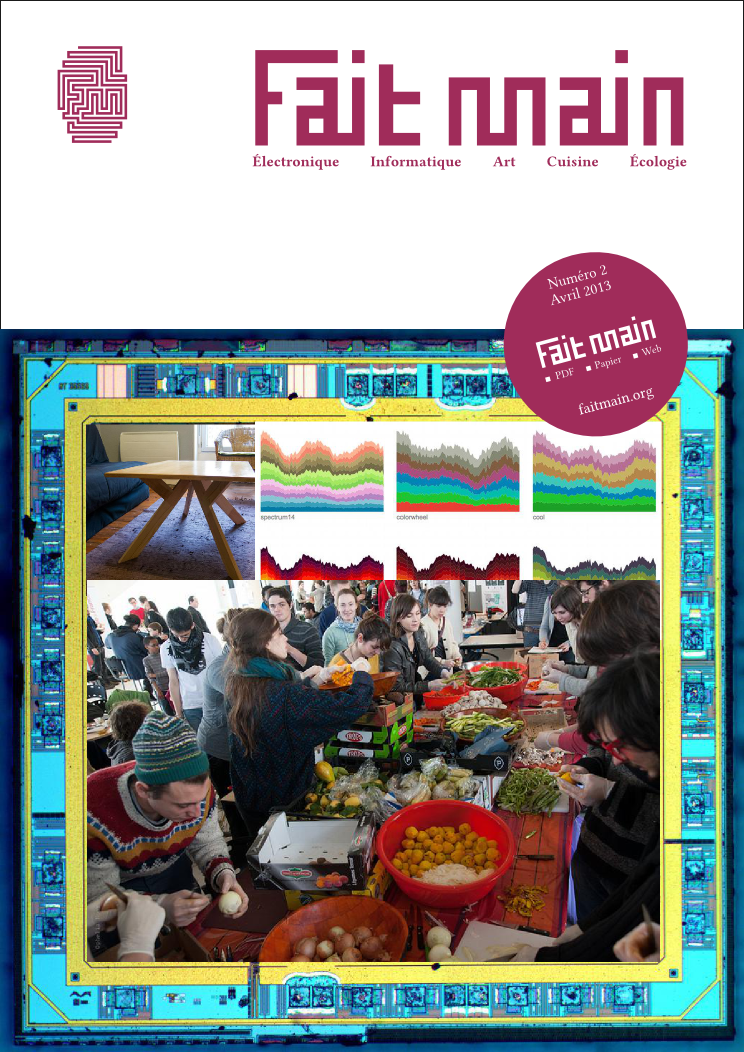 Fait main
Électronique Informatique Art Cuisine Écologie
Numéro 2
Avril 2013
Fait main
▪ PDF ▪ Papier ▪ Web
faitmain.org
spectrum14
colorwheel
cool